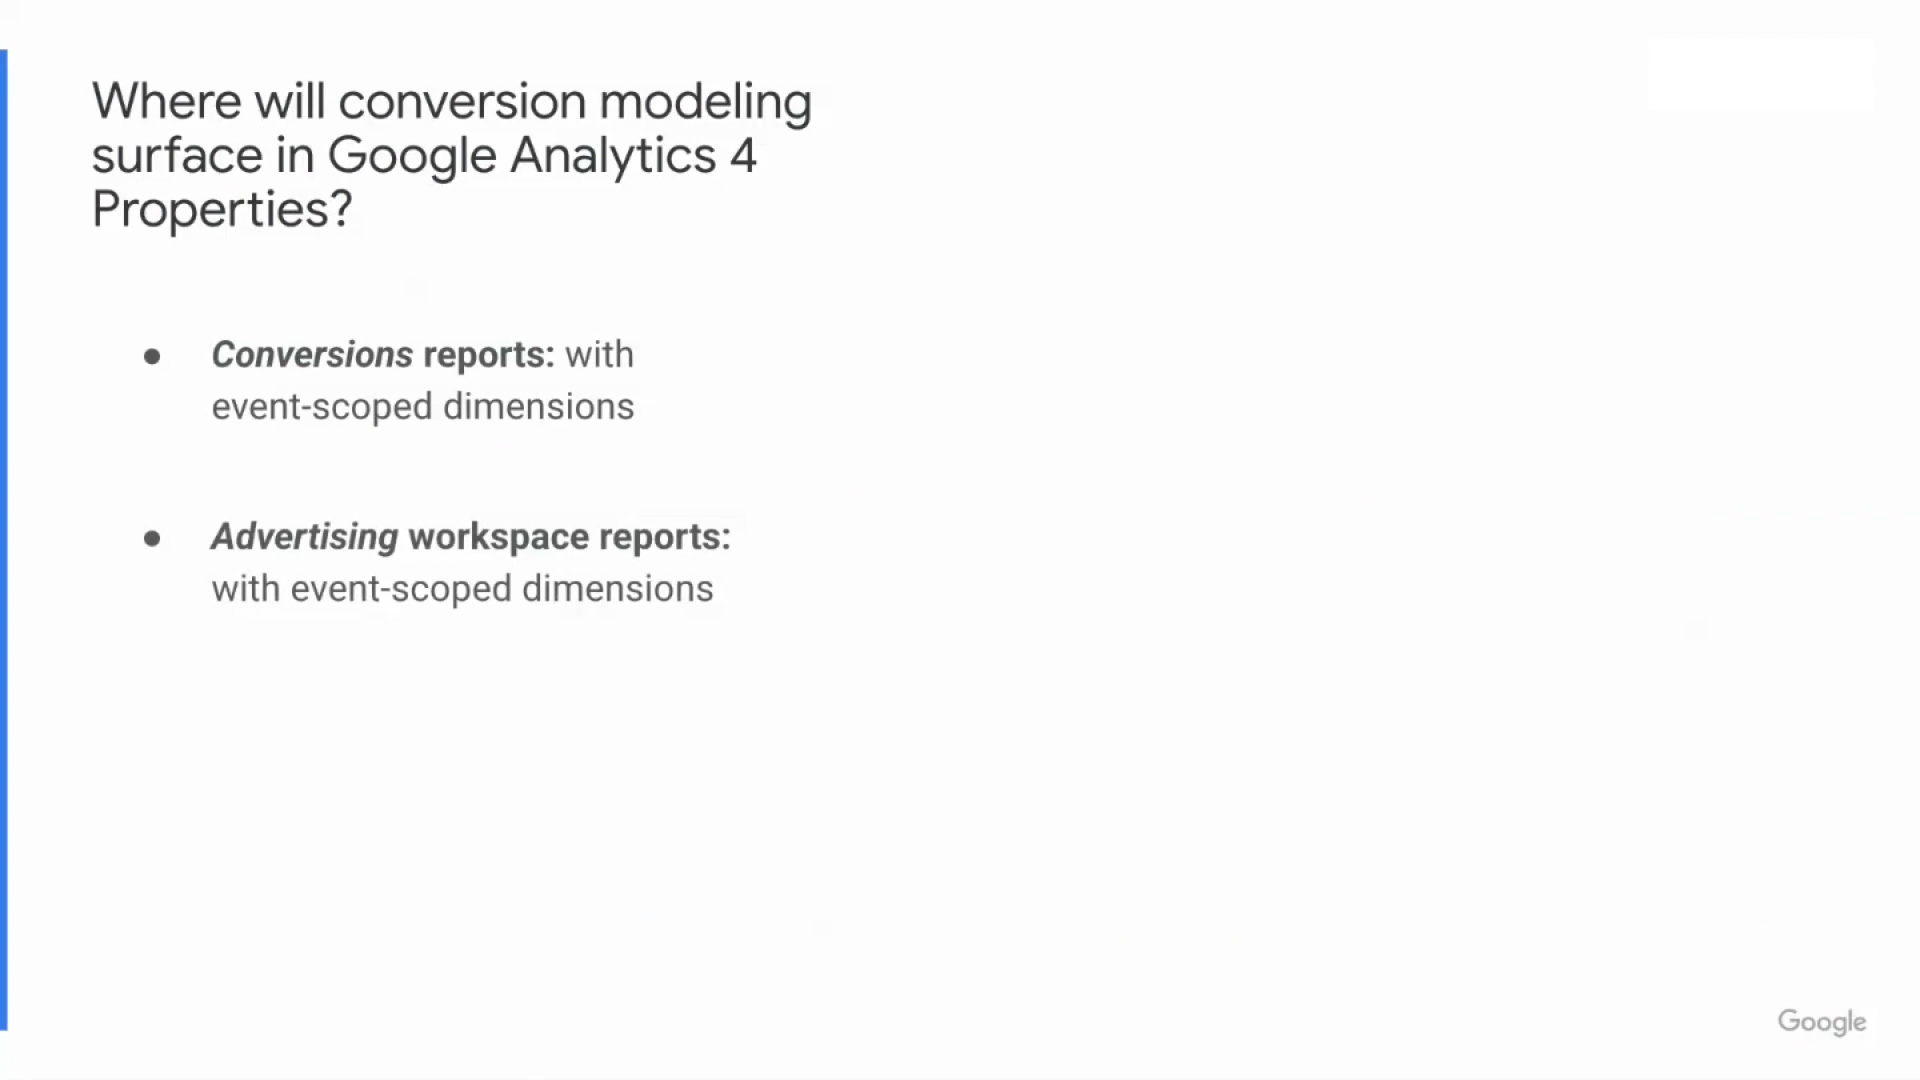 Where will conversion modeling
surface in Google Analytics 4
Properties?
● Conversions reports: with
event-scoped dimensions
● Advertising workspace reports:
with event-scoped dimensions
Google